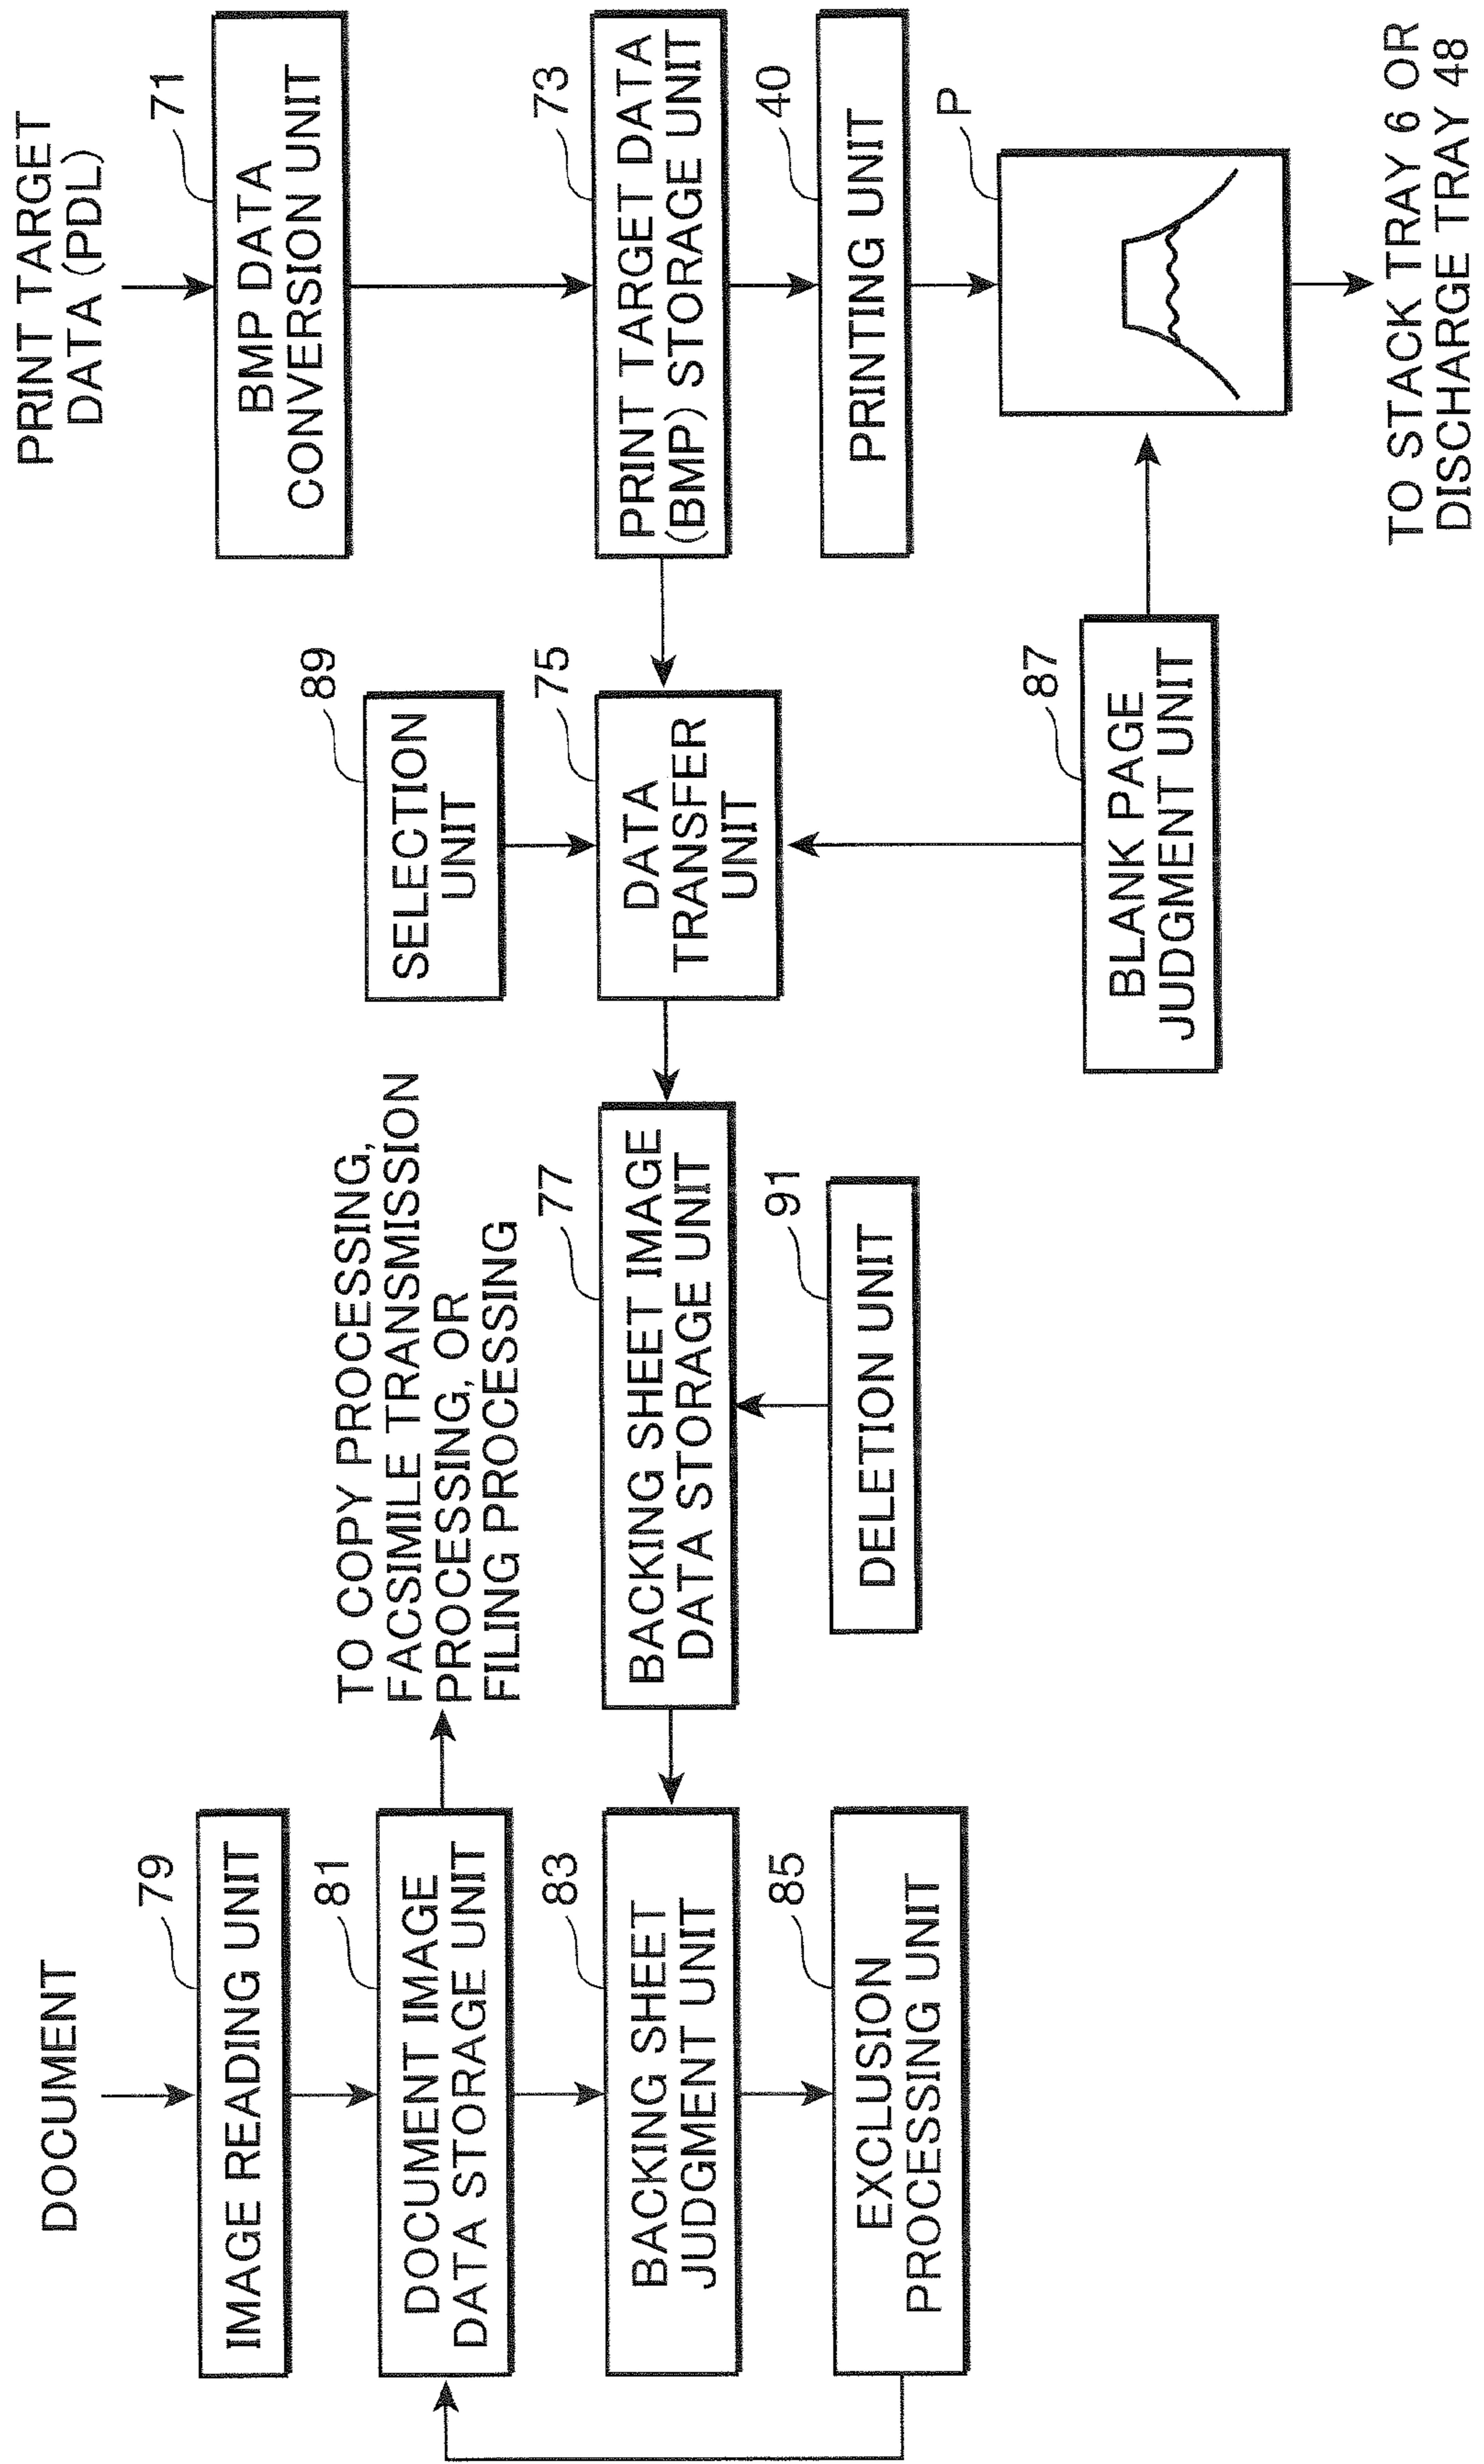 DOCUMENT
79
IMAGE READING UNIT
81
DOCUMENT IMAGE
DATA STORAGE UNIT
83
BACKING SHEET
JUDGMENT UNIT
85
EXCLUSION
PROCESSING UNIT
TO COPY PROCESSING,
FACSIMILE TRANSMISSION
PROCESSING, OR
FILING PROCESSING
77
BACKING SHEET IMAGE
DATA STORAGE UNIT
91
DELETION UNIT
89
SELECTION
UNIT
75
DATA
TRANSFER
UNIT
87
BLANK PAGE
JUDGMENT UNIT
PRINT TARGET
DATA (PDL)
71
BMP DATA
CONVERSION UNIT
73
PRINT TARGET DATA
(BMP) STORAGE UNIT
40
PRINTING UNIT
P
TO STACK TRAY 6 OR
DISCHARGE TRAY 48